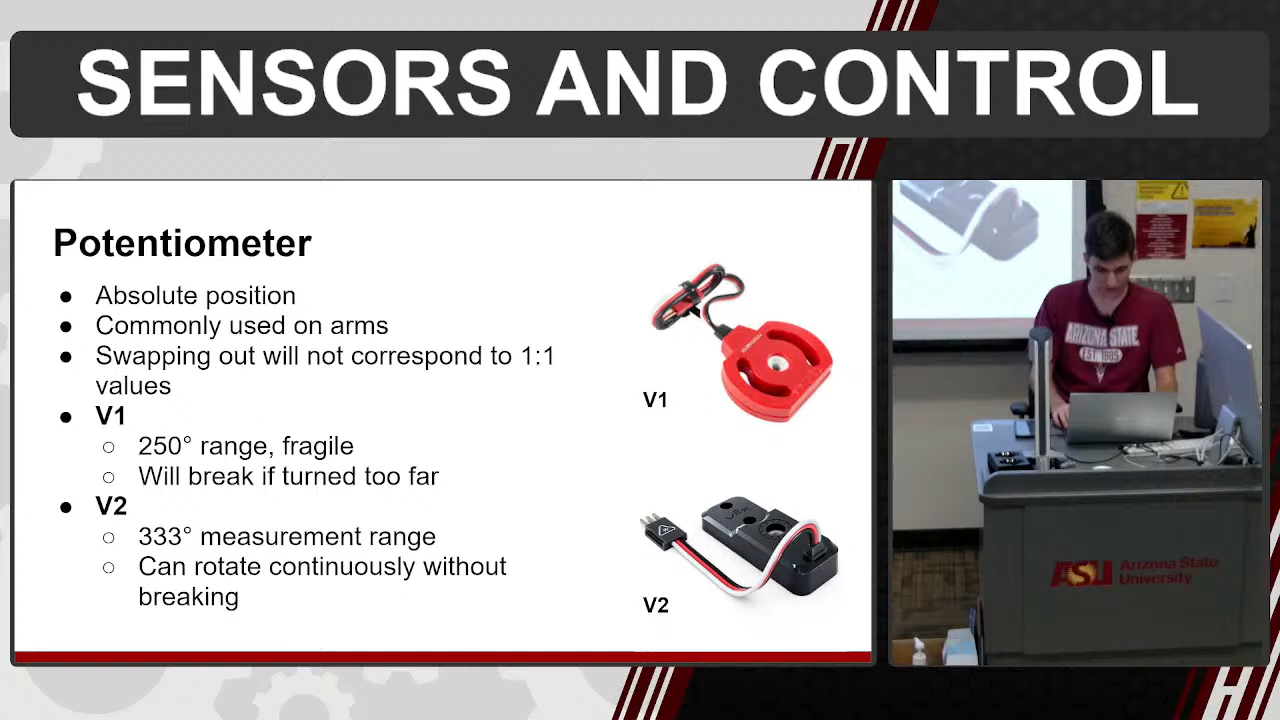 SENSORS AND CONTROL
Potentiometer
● Absolute position
● Commonly used on arms
● Swapping out will not correspond to 1:1
values
● V1
○ 250° range, fragile
○ Will break if turned too far
● V2
○ 333° measurement range
○ Can rotate continuously without
breaking
V1
V2
ARIZONA STATE
EST. 1885
ASU Arizona State
University